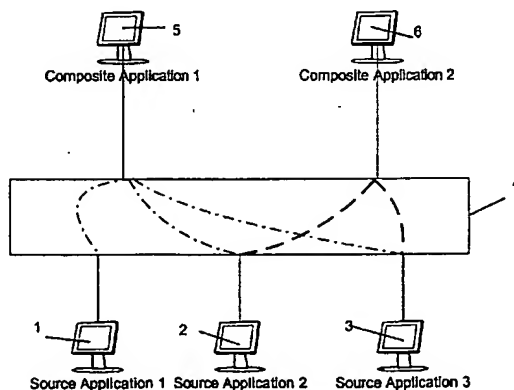 5
6
Composite Application 1
Composite Application 2
1
2
3
Source Application 1
Source Application 2
Source Application 3